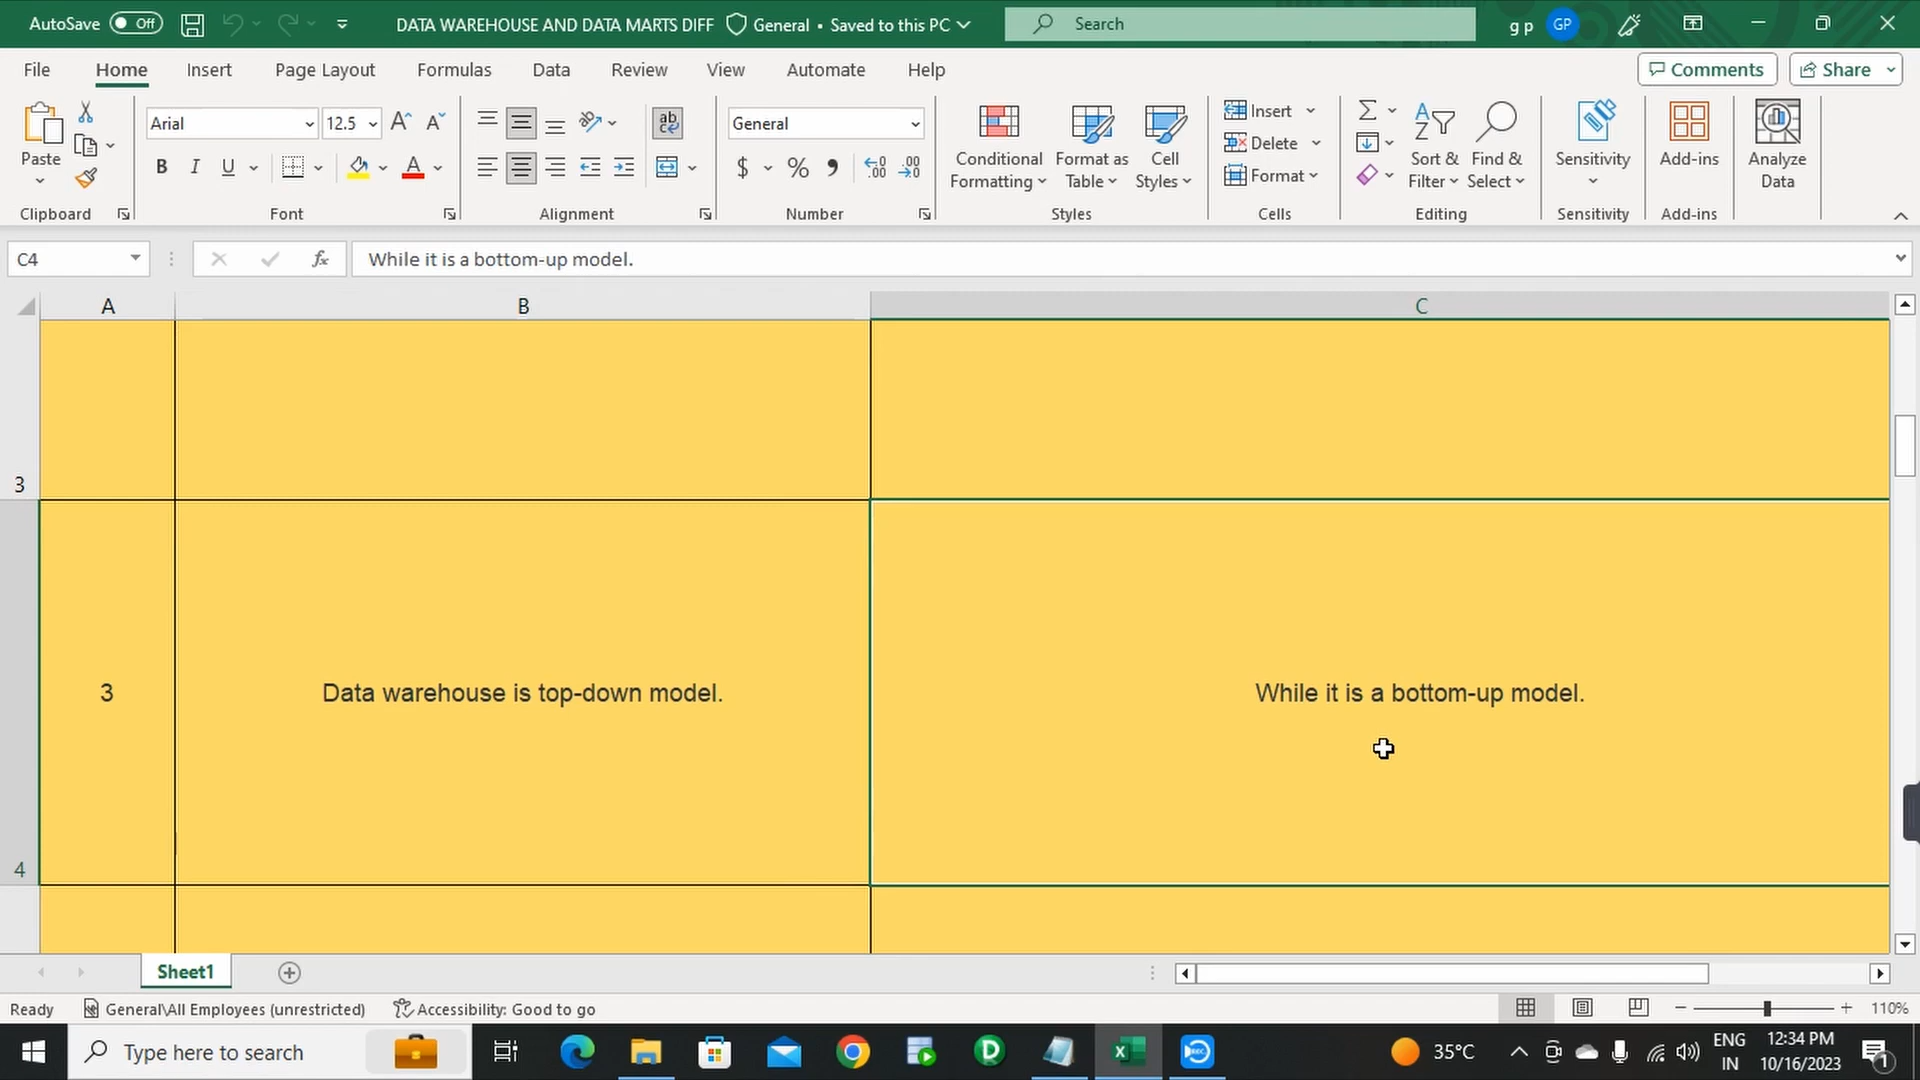 AutoSave Off DATA WAREHOUSE AND DATA MARTS DIFF General • Saved to this PC Search g p GP
File Home Insert Page Layout Formulas Data Review View Automate Help Comments Share
Paste
Clipboard
Arial 12.5
B I U
Font
ab
Alignment
General
$ %
Number
Conditional
Formatting
Format as
Table
Cell
Styles
Styles
Insert
Delete
Format
Cells
Sort &
Filter
Find &
Select
Editing
Sensitivity
Sensitivity
Add-ins
Add-ins
Analyze
Data
C4 fx While it is a bottom-up model.
A B C
3
3 Data warehouse is top-down model. While it is a bottom-up model.
4
Sheet1
Ready General\All Employees (unrestricted) Accessibility: Good to go 110%
Type here to search 35°C ENG
IN
12:34 PM
10/16/2023
1